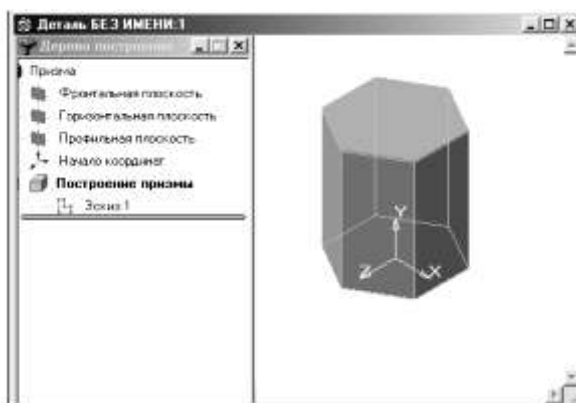 Деталь БЕЗ ИМЕНИ:1
Дерево построения
Призма
Фронтальная плоскость
Горизонтальная плоскость
Профильная плоскость
Начало координат
Построение призмы
Эскиз:1
Y
Z
X